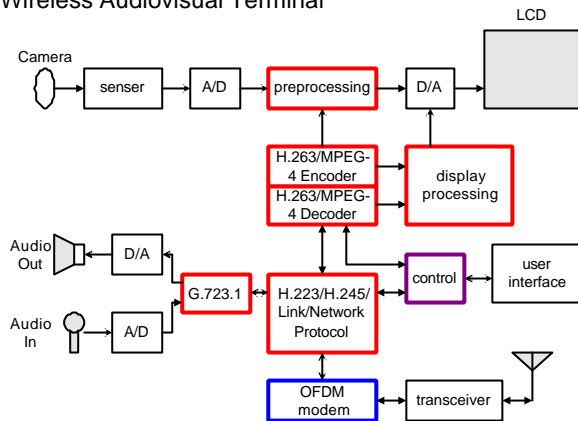 Wireless Audiovisual Terminal
LCD
Camera
senser
A/D
preprocessing
D/A
H.263/MPEG-
4 Encoder
H.263/MPEG-
4 Decoder
display
processing
Audio
Out
D/A
G.723.1
H.223/H.245/
Link/Network
Protocol
control
user
interface
Audio
In
A/D
OFDM
modem
transceiver